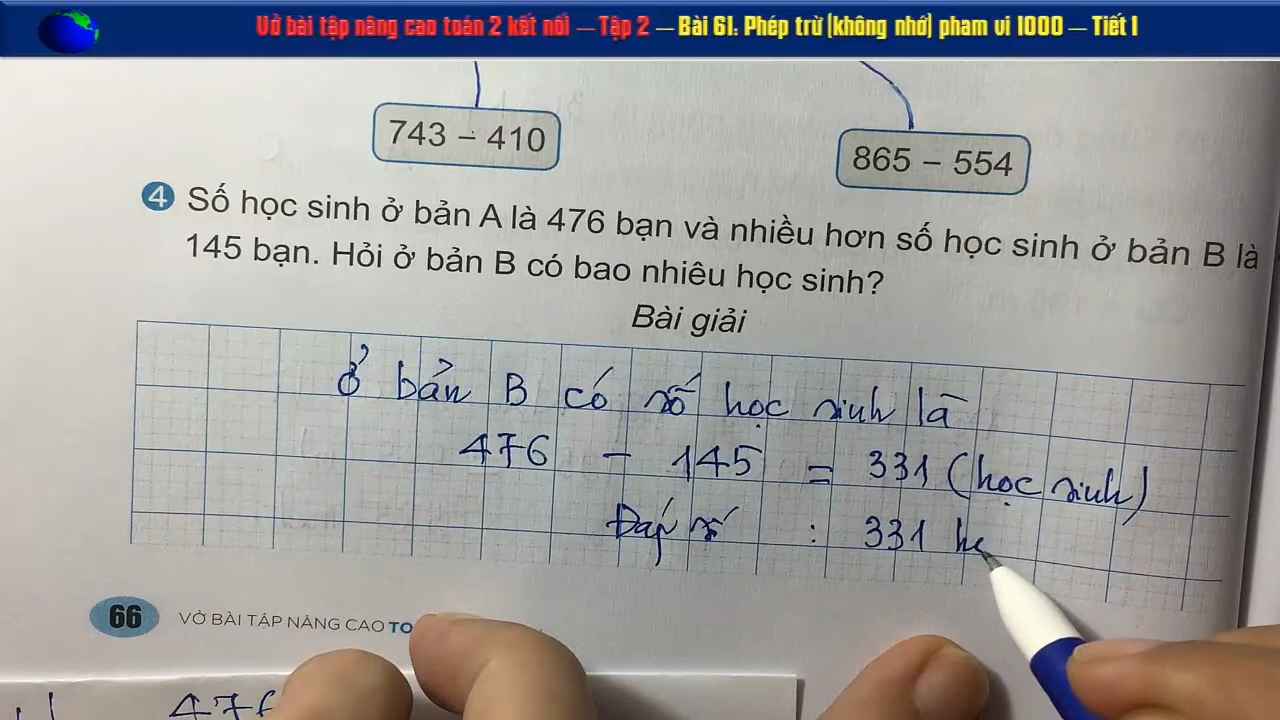 Vở bài tập nâng cao toán 2 kết nối – Tập 2 – Bài 61: Phép trừ (không nhớ) phạm vi 1000 – Tiết 1
743 – 410
865 – 554
4 Số học sinh ở bản A là 476 bạn và nhiều hơn số học sinh ở bản B là
145 bạn. Hỏi ở bản B có bao nhiêu học sinh?
Bài giải
Ở bản B có số học sinh là
476 – 145 = 331 (học sinh)
Đáp số : 331 họ
66 VỞ BÀI TẬP NÂNG CAO TO
476